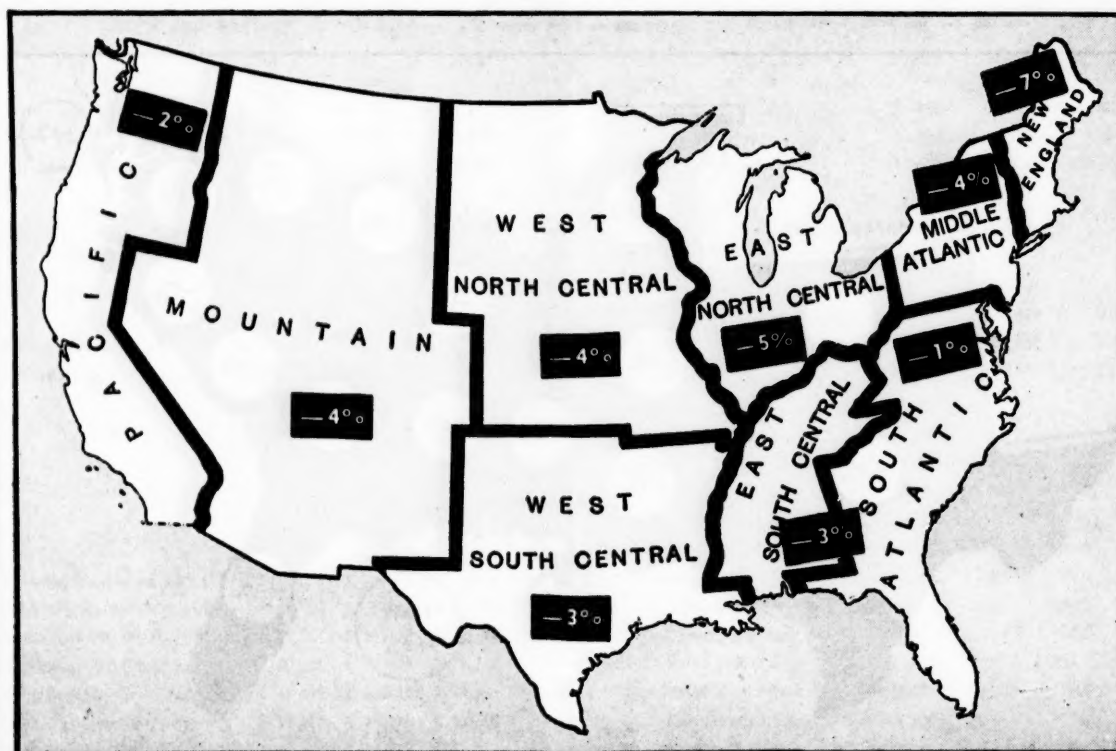 —2%
PACIFIC
MOUNTAIN
—4%
WEST
NORTH CENTRAL
—4%
WEST
SOUTH CENTRAL
—3%
EAST
NORTH CENTRAL
—5%
EAST
SOUTH CENTRAL
—3%
—7%
NEW
ENGLAND
—4%
MIDDLE
ATLANTIC
—1%
SOUTH
ATLANTIC